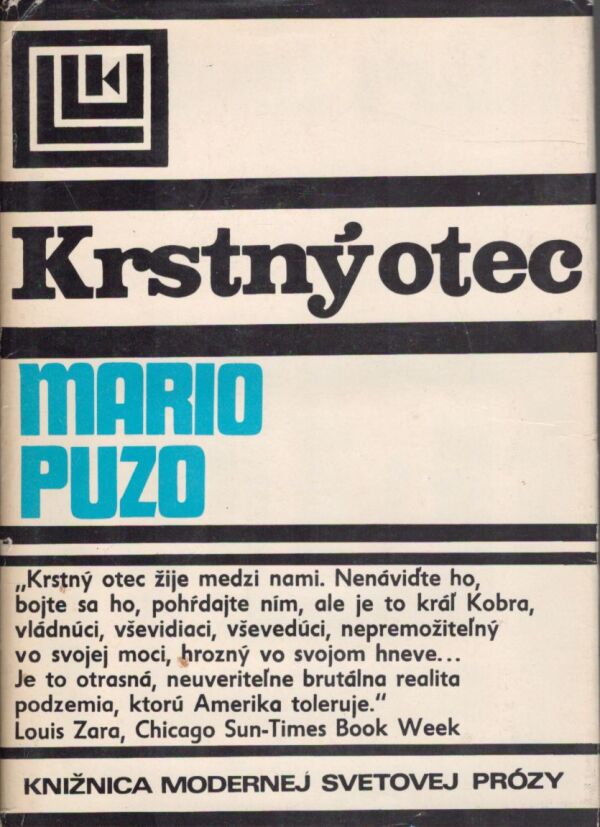 Krstný otec
MARIO
PUZO
„Krstný otec žije medzi nami. Nenáviďte ho,
bojte sa ho, pohŕdajte ním, ale je to kráľ Kobra,
vládnúci, vševidiaci, vševedúci, nepremožiteľný
vo svojej moci, hrozný vo svojom hneve...
Je to otrasná, neuveriteľne brutálna realita
podzemia, ktorú Amerika toleruje.“
Louis Zara, Chicago Sun-Times Book Week
KNIŽNICA MODERNEJ SVETOVEJ PRÓZY